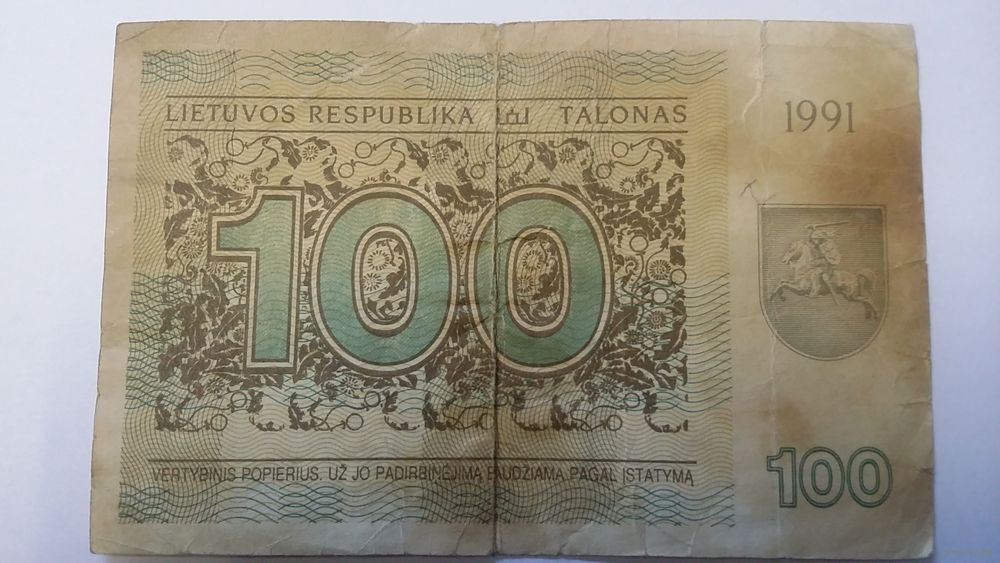 LIETUVOS RESPUBLIKA TALONAS
1991
100
VERTYBINIS POPIERIUS. UŽ JO PADIRBINĖJIMĄ BAUDŽIAMA PAGAL ĮSTATYMĄ
100